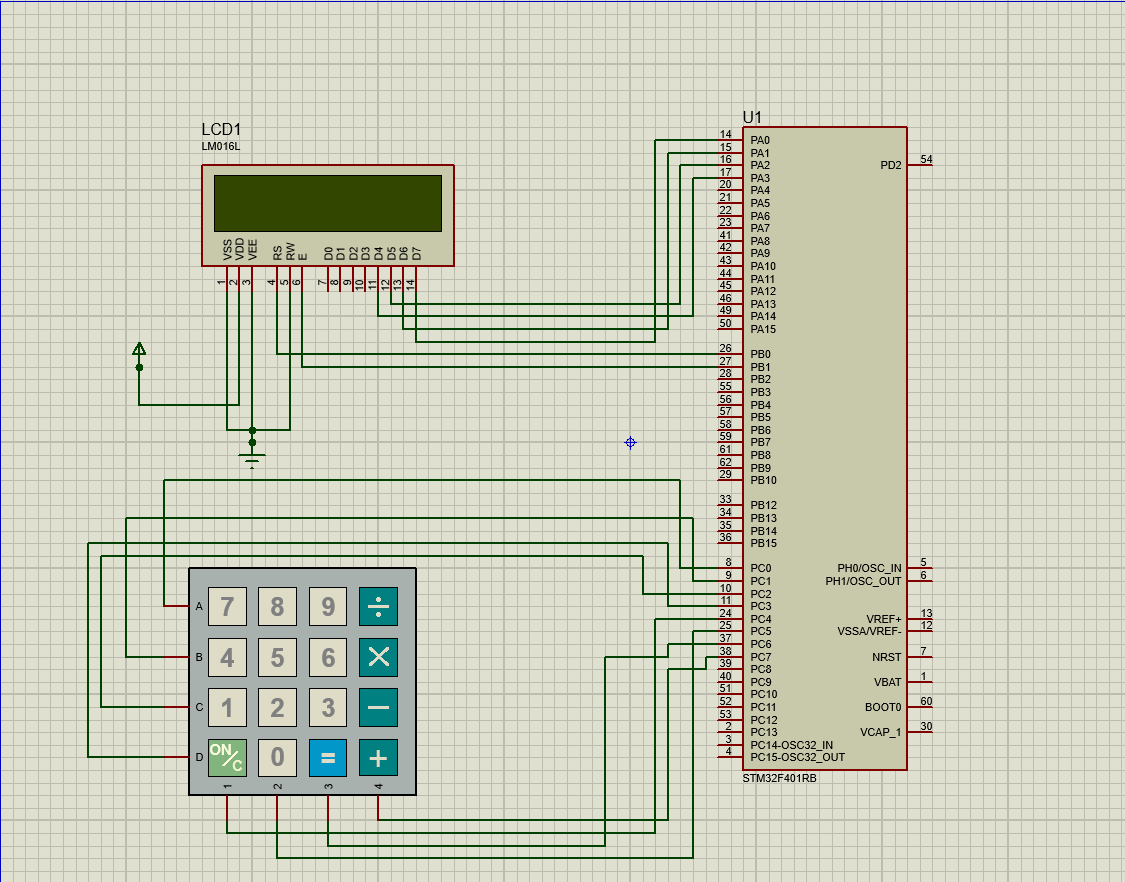 LCD1
LM016L
VSS
VDD
VEE
RS
RW
E
D0
D1
D2
D3
D4
D5
D6
D7
1
2
3
4
5
6
7
8
9
10
11
12
13
14
U1
14 PA0
15 PA1
16 PA2
17 PA3
20 PA4
21 PA5
22 PA6
23 PA7
41 PA8
42 PA9
43 PA10
44 PA11
45 PA12
46 PA13
49 PA14
50 PA15
26 PB0
27 PB1
28 PB2
55 PB3
56 PB4
57 PB5
58 PB6
59 PB7
61 PB8
62 PB9
29 PB10
33 PB12
34 PB13
35 PB14
36 PB15
8 PC0
9 PC1
10 PC2
11 PC3
24 PC4
25 PC5
37 PC6
38 PC7
39 PC8
40 PC9
51 PC10
52 PC11
53 PC12
2 PC13
3 PC14-OSC32_IN
4 PC15-OSC32_OUT
PD2 54
PH0/OSC_IN 5
PH1/OSC_OUT 6
VREF+ 13
VSSA/VREF- 12
NRST 7
VBAT 1
BOOT0 60
VCAP_1 30
STM32F401RB
A 7 8 9 ÷
B 4 5 6 ×
C 1 2 3 −
D ON/C 0 = +
1 2 3 4